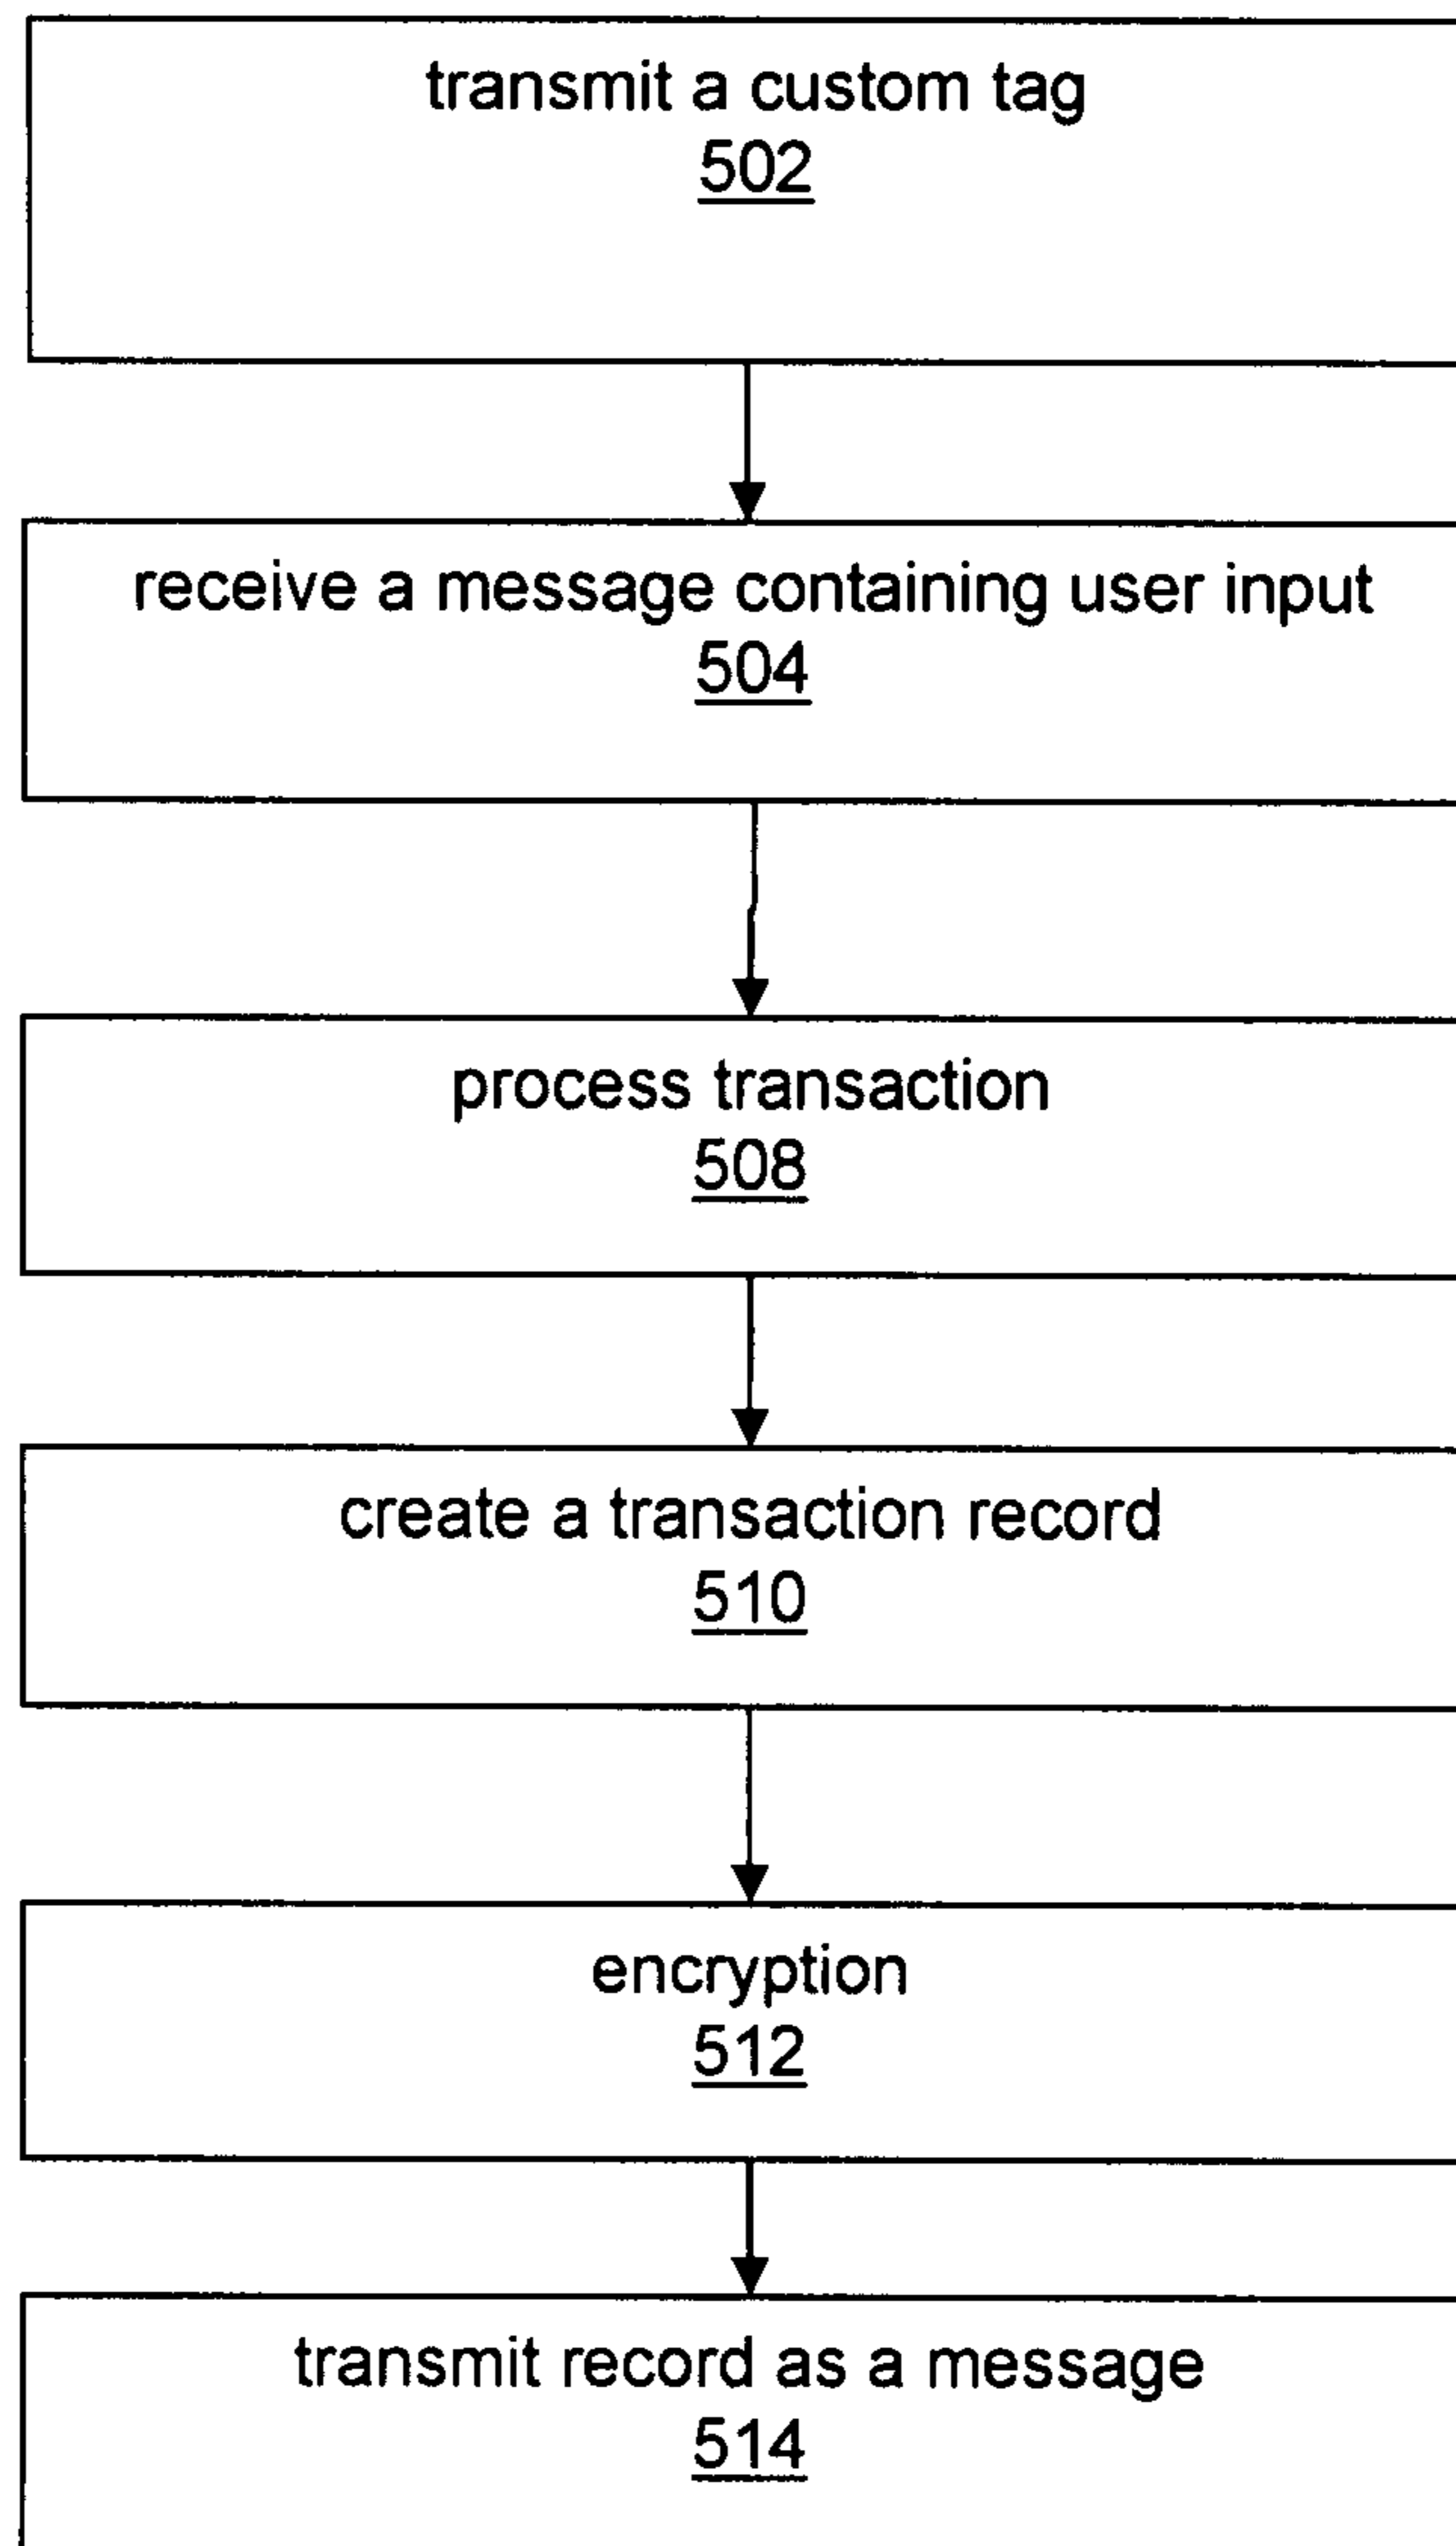 transmit a custom tag
502
receive a message containing user input
504
process transaction
508
create a transaction record
510
encryption
512
transmit record as a message
514